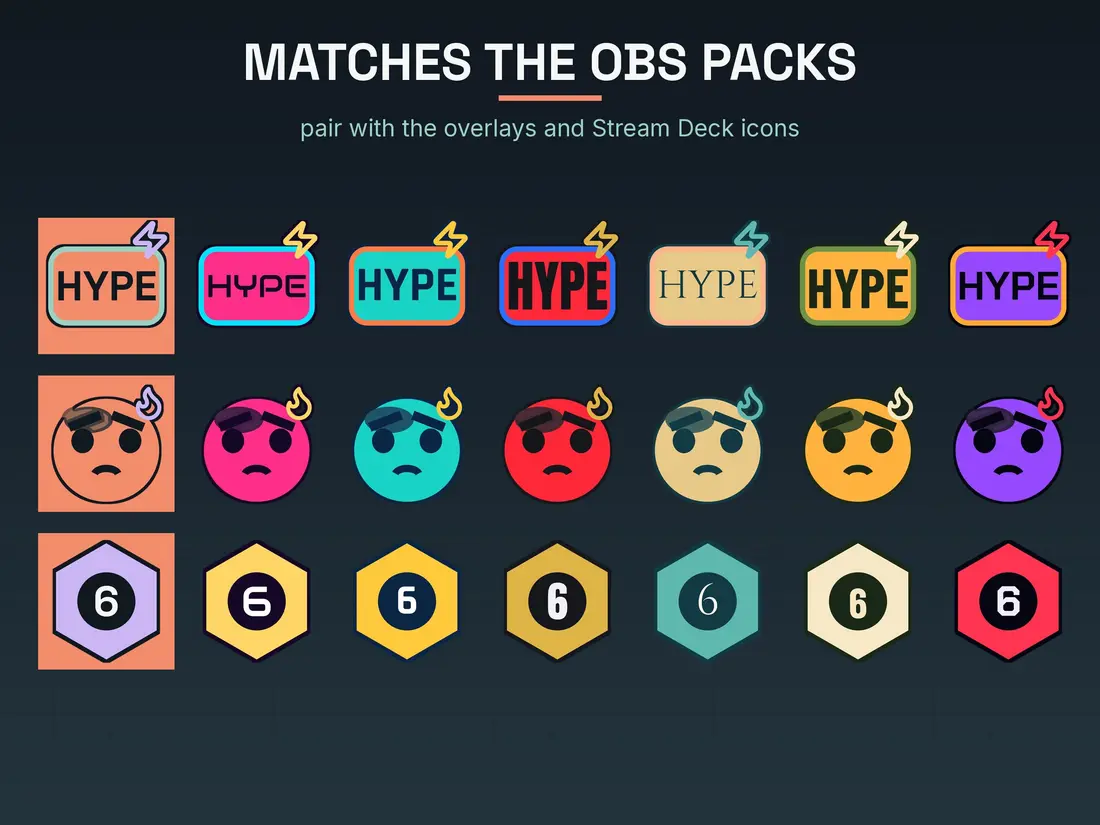 MATCHES THE OBS PACKS
pair with the overlays and Stream Deck icons
HYPE HYPE HYPE HYPE HYPE HYPE HYPE
6 6 6 6 6 6 6